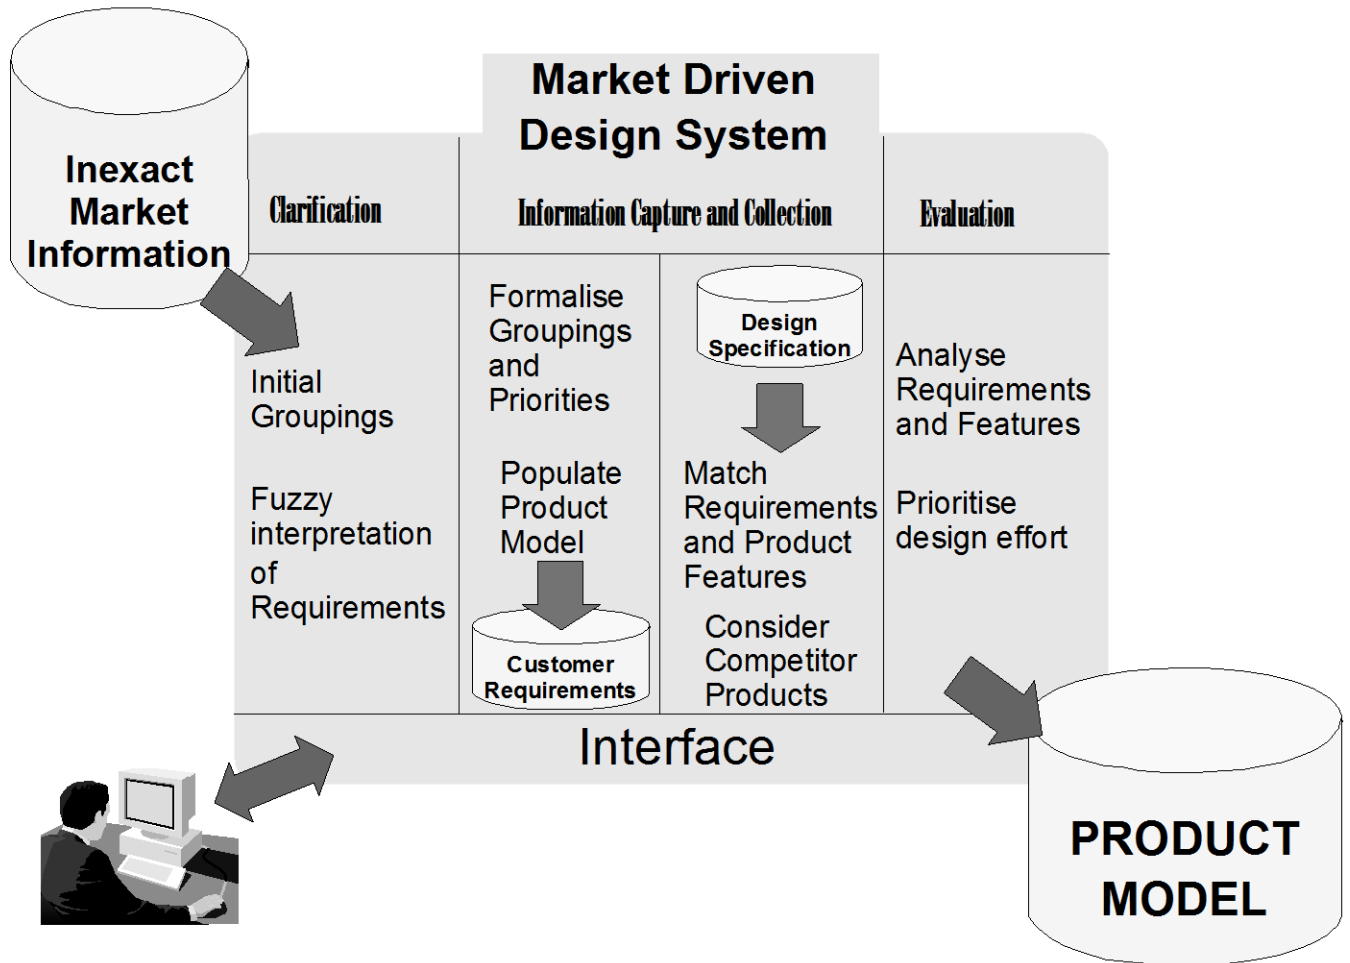 Market Driven
Design System
Inexact
Market
Information
Clarification
Information Capture and Collection
Evaluation
Initial
Groupings
Fuzzy
interpretation
of
Requirements
Formalise
Groupings
and
Priorities
Populate
Product
Model
Customer
Requirements
Design
Specification
Match
Requirements
and Product
Features
Consider
Competitor
Products
Analyse
Requirements
and Features
Prioritise
design effort
Interface
PRODUCT
MODEL